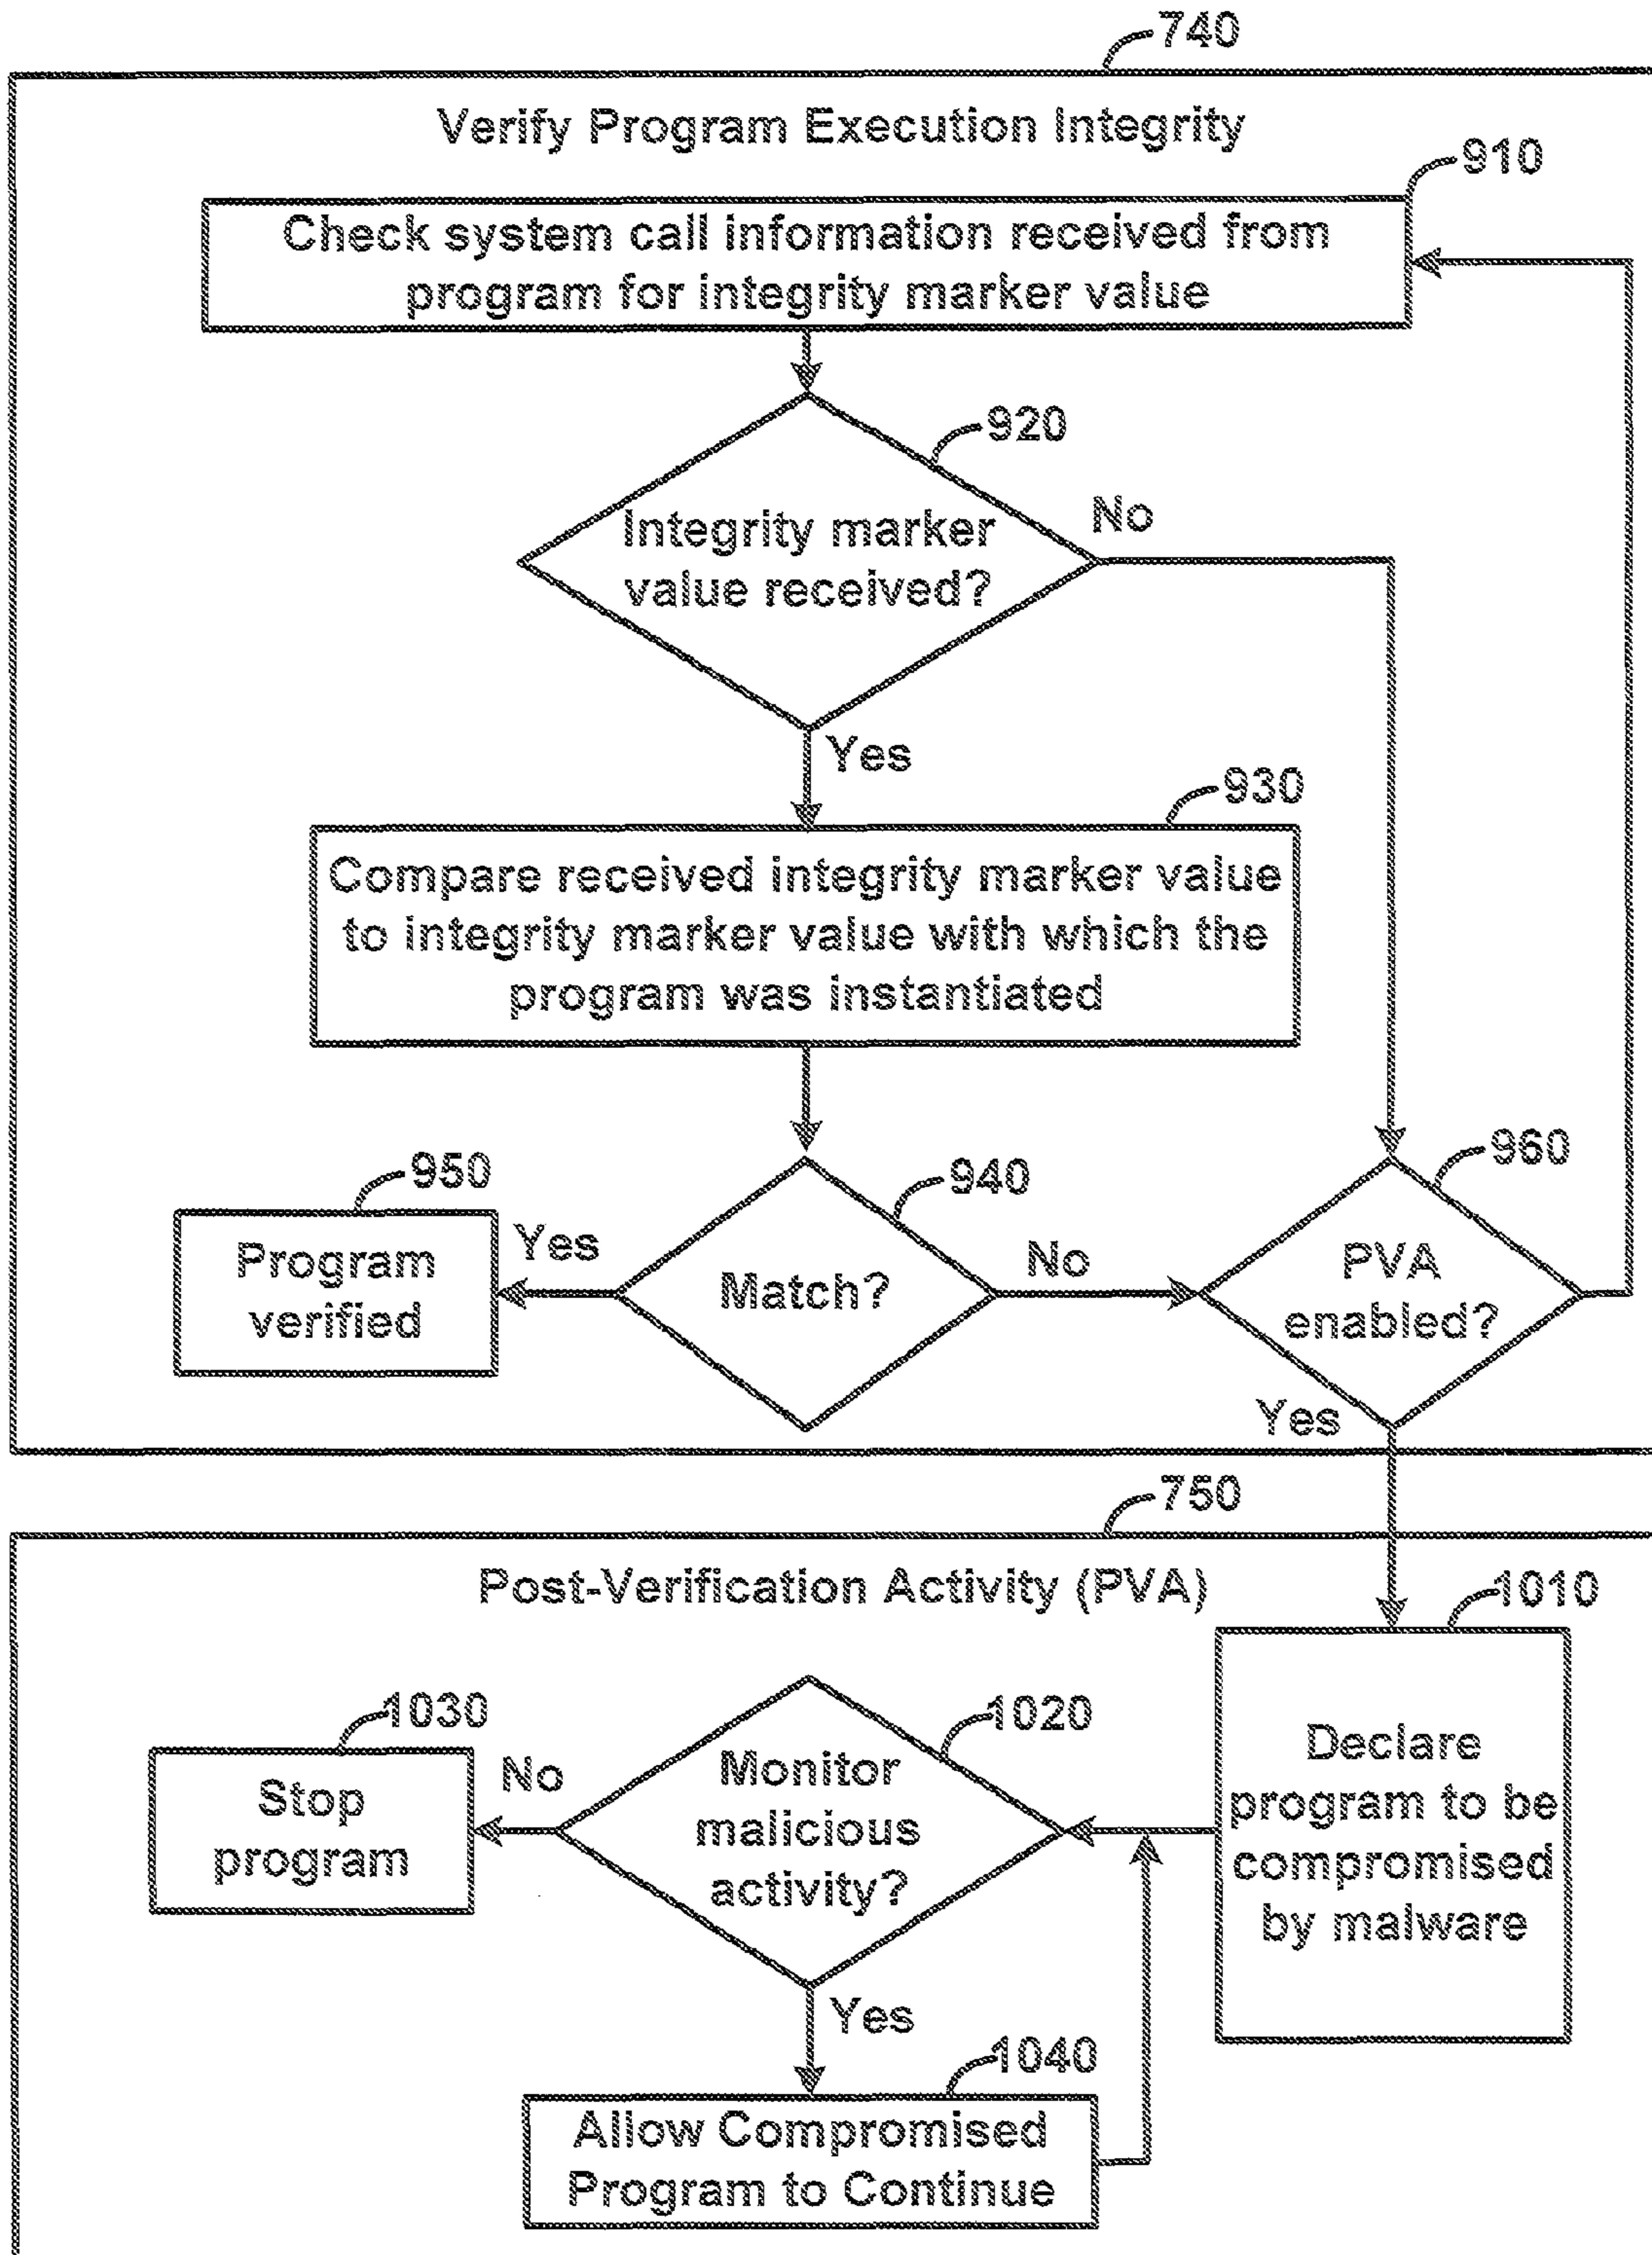 740
Verify Program Execution Integrity
910
Check system call information received from
program for integrity marker value
920
Integrity marker
value received?
No
Yes
930
Compare received integrity marker value
to integrity marker value with which the
program was instantiated
950
Program
verified
Yes
940
Match?
No
960
PVA
enabled?
Yes
750
Post-Verification Activity (PVA)
1010
Declare
program to be
compromised
by malware
1030
Stop
program
No
1020
Monitor
malicious
activity?
Yes
1040
Allow Compromised
Program to Continue